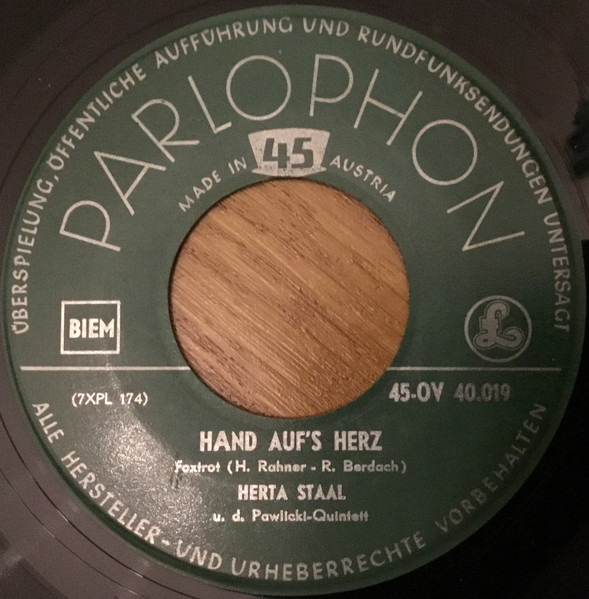 ÜBERSPIELUNG, ÖFFENTLICHE AUFFÜHRUNG UND RUNDFUNKSENDUNGEN UNTERSAGT
PARLOPHON
45
MADE IN AUSTRIA
BIEM
£
(7XPL 174)
45-OV 40.019
HAND AUF'S HERZ
Foxtrot (H. Rahner - R. Berdach)
HERTA STAAL
u. d. Pawlicki-Quintett
ALLE HERSTELLER- UND URHEBERRECHTE VORBEHALTEN